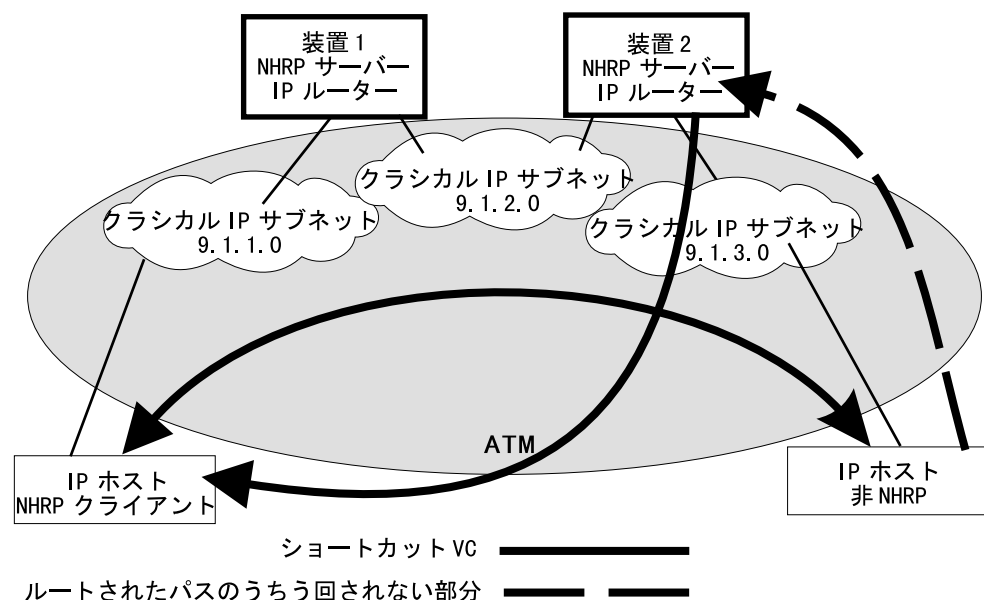 装置 1
NHRP サーバー
IP ルーター
装置 2
NHRP サーバー
IP ルーター
クラシカル IP サブネット
9.1.1.0
クラシカル IP サブネット
9.1.2.0
クラシカル IP サブネット
9.1.3.0
ATM
IP ホスト
NHRP クライアント
IP ホスト
非 NHRP
ショートカット VC
ルートされたパスのうちう回されない部分